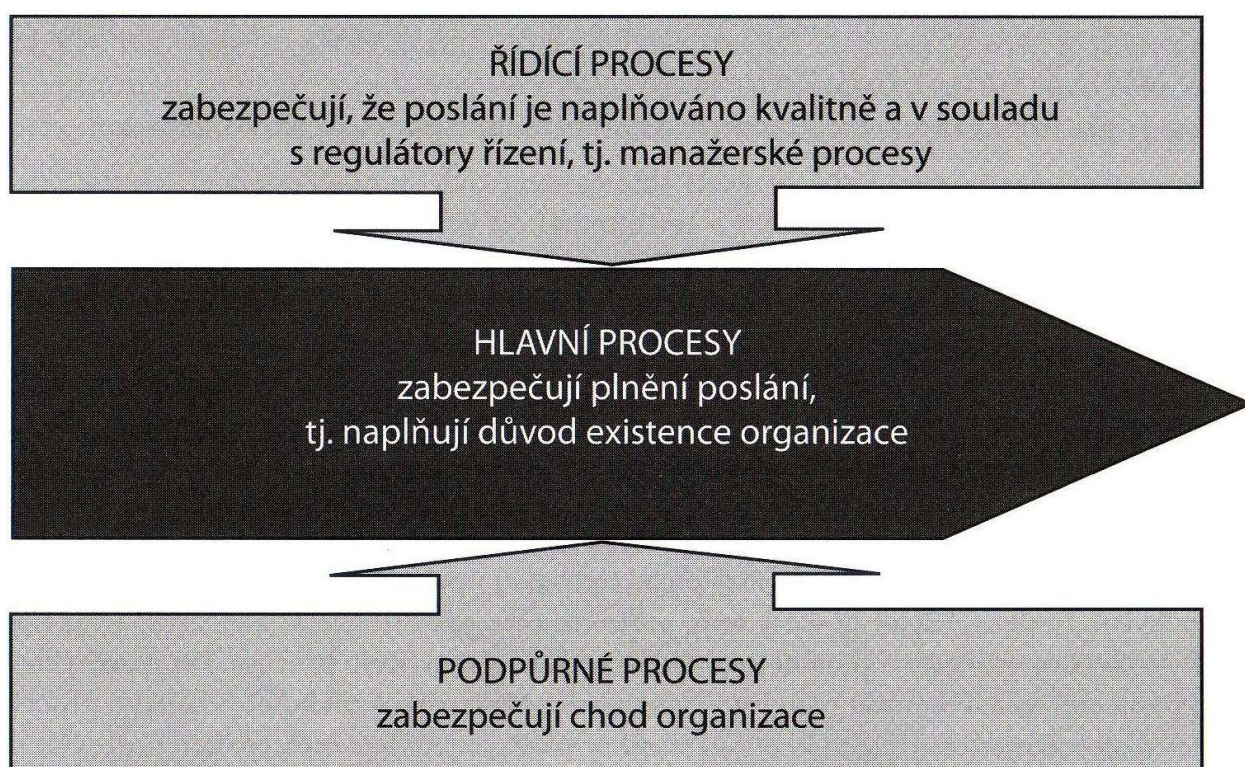 ŘÍDÍCÍ PROCESY
zabezpečují, že poslání je naplňováno kvalitně a v souladu
s regulátory řízení, tj. manažerské procesy
HLAVNÍ PROCESY
zabezpečují plnění poslání,
tj. naplňují důvod existence organizace
PODPŮRNÉ PROCESY
zabezpečují chod organizace